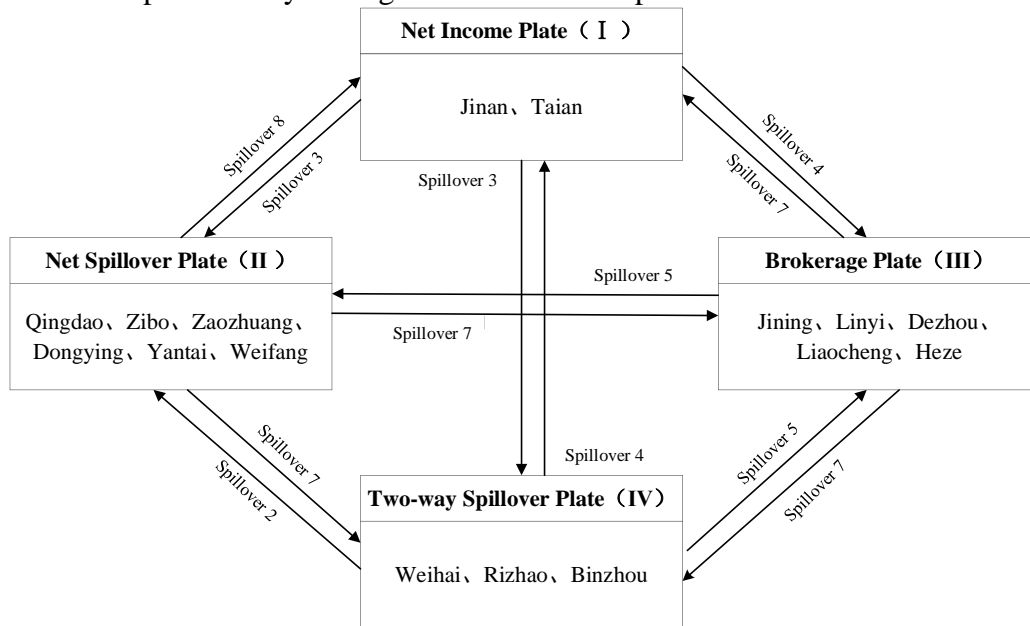 Net Income Plate（Ⅰ）
Jinan、Taian
Spillover 8
Spillover 3
Spillover 4
Spillover 7
Spillover 3
Net Spillover Plate（II）
Qingdao、Zibo、Zaozhuang、
Dongying、Yantai、Weifang
Spillover 5
Spillover 7
Brokerage Plate（III）
Jining、Linyi、Dezhou、
Liaocheng、Heze
Spillover 7
Spillover 2
Spillover 4
Spillover 5
Spillover 7
Two-way Spillover Plate（IV）
Weihai、Rizhao、Binzhou